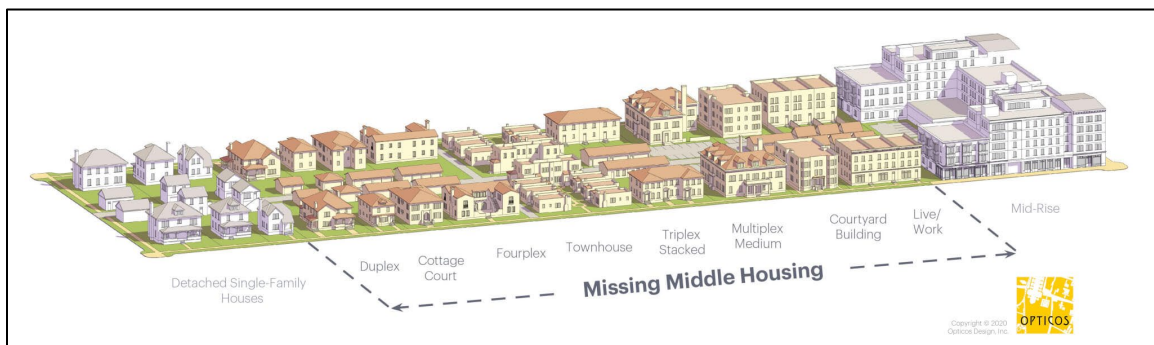 Detached Single-Family
Houses
Duplex
Cottage
Court
Fourplex
Townhouse
Triplex
Stacked
Multiplex
Medium
Courtyard
Building
Live/
Work
Mid-Rise
Missing Middle Housing
Copyright © 2020
Opticos Design, Inc.
OPTICOS